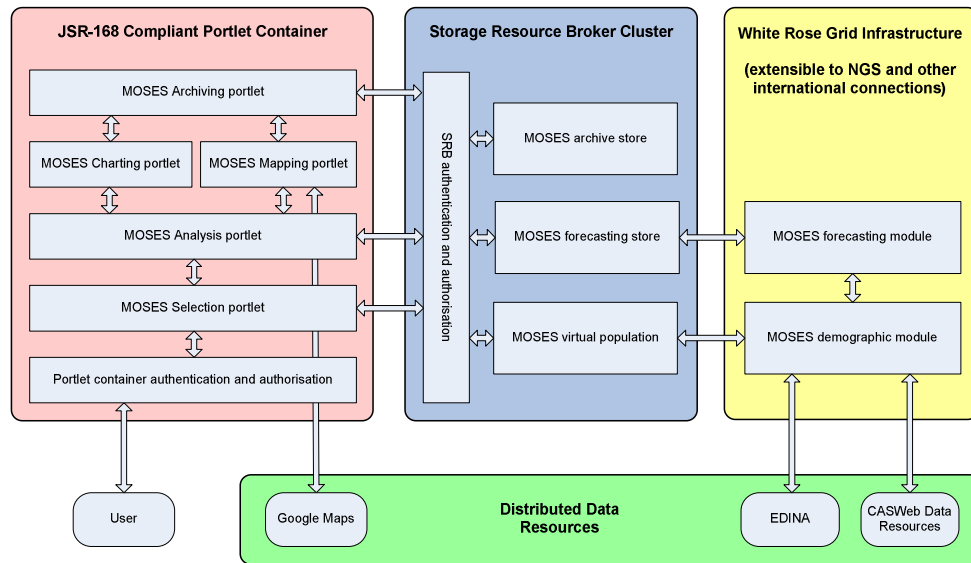 JSR-168 Compliant Portlet Container
MOSES Archiving portlet
MOSES Charting portlet
MOSES Mapping portlet
MOSES Analysis portlet
MOSES Selection portlet
Portlet container authentication and authorisation
Storage Resource Broker Cluster
SRB authentication and authorisation
MOSES archive store
MOSES forecasting store
MOSES virtual population
White Rose Grid Infrastructure
(extensible to NGS and other
international connections)
MOSES forecasting module
MOSES demographic module
User
Google Maps
Distributed Data
Resources
EDINA
CASWeb Data
Resources